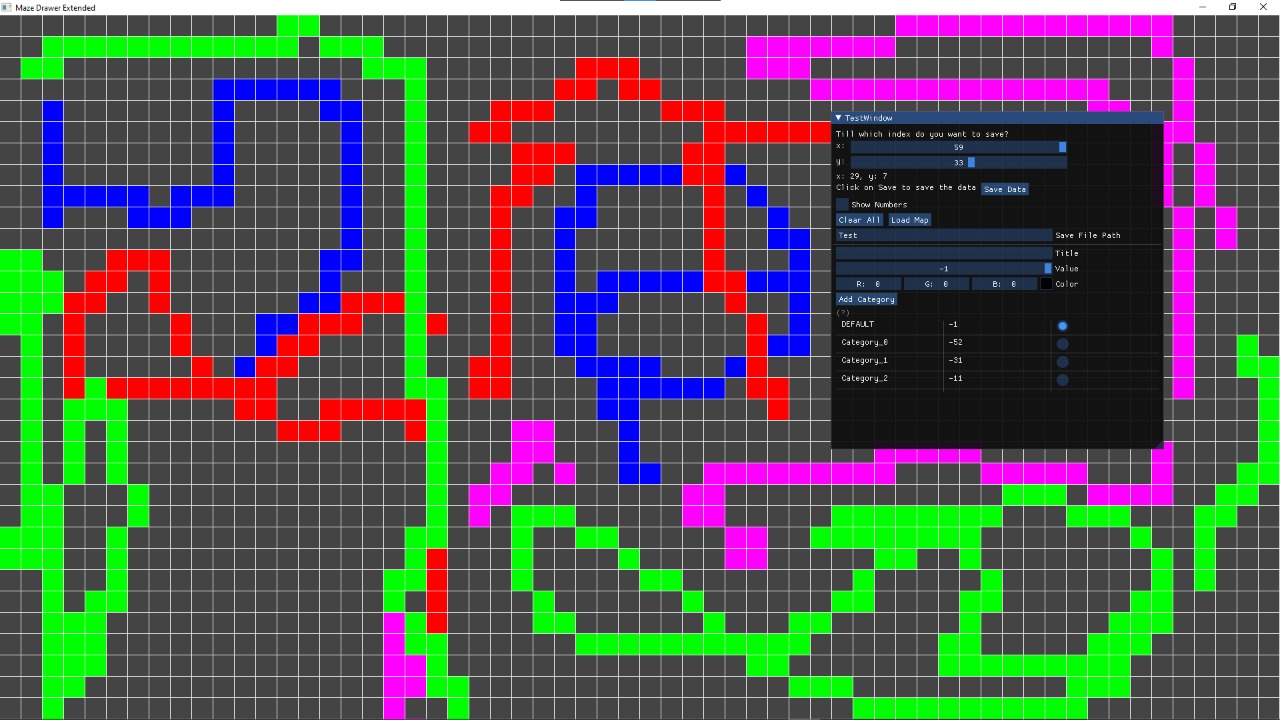 Maze Drawer Extended
TestWindow
Till which index do you want to save?
x: 59
y: 33
x: 29, y: 7
Click on Save to save the data Save Data
Show Numbers
Clear All Load Map
Test Save File Path
Title
-1 Value
R: 0 G: 0 B: 0 Color
Add Category
(?)
DEFAULT -1
Category_0 -52
Category_1 -31
Category_2 -11